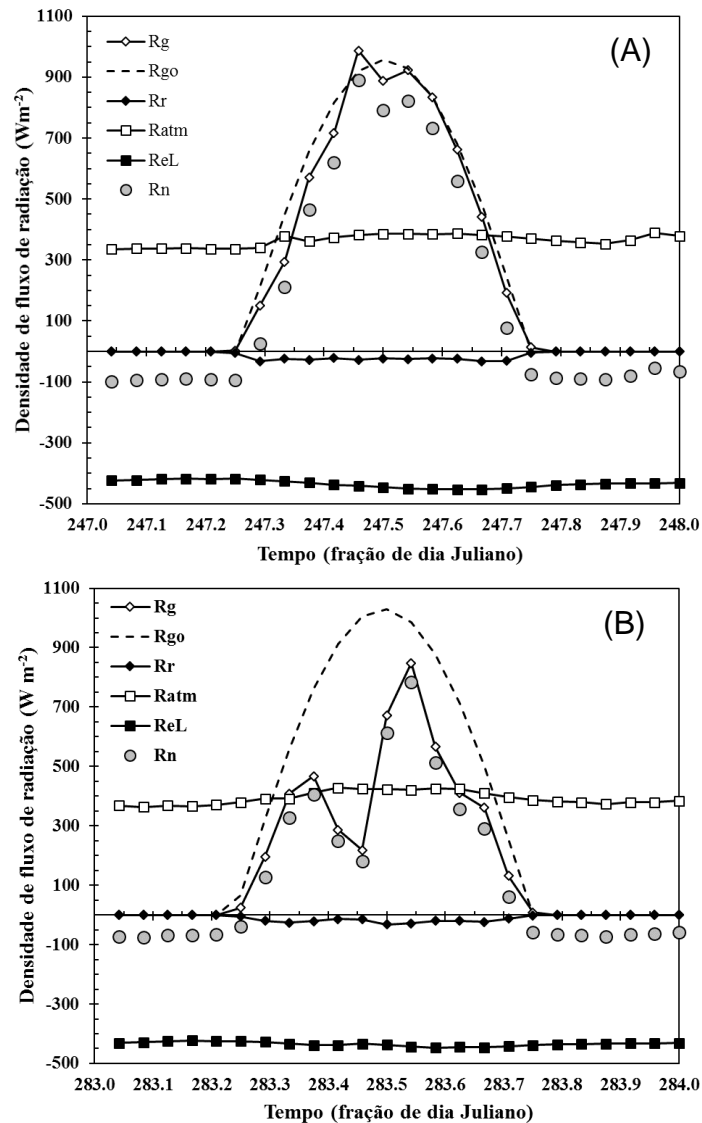 1100
(A)
Rg
900
Rgo
Rr
700
Ratm
ReL
500
Rn
300
100
-100
-300
-500
Densidade de fluxo de radiação (Wm-2)
247.0 247.1 247.2 247.3 247.4 247.5 247.6 247.7 247.8 247.9 248.0
Tempo (fração de dia Juliano)
1100
(B)
Rg
Rgo
900
Rr
700
Ratm
ReL
500
Rn
300
100
-100
-300
-500
Densidade de fluxo de radiação (W m-2)
283.0 283.1 283.2 283.3 283.4 283.5 283.6 283.7 283.8 283.9 284.0
Tempo (fração de dia Juliano)